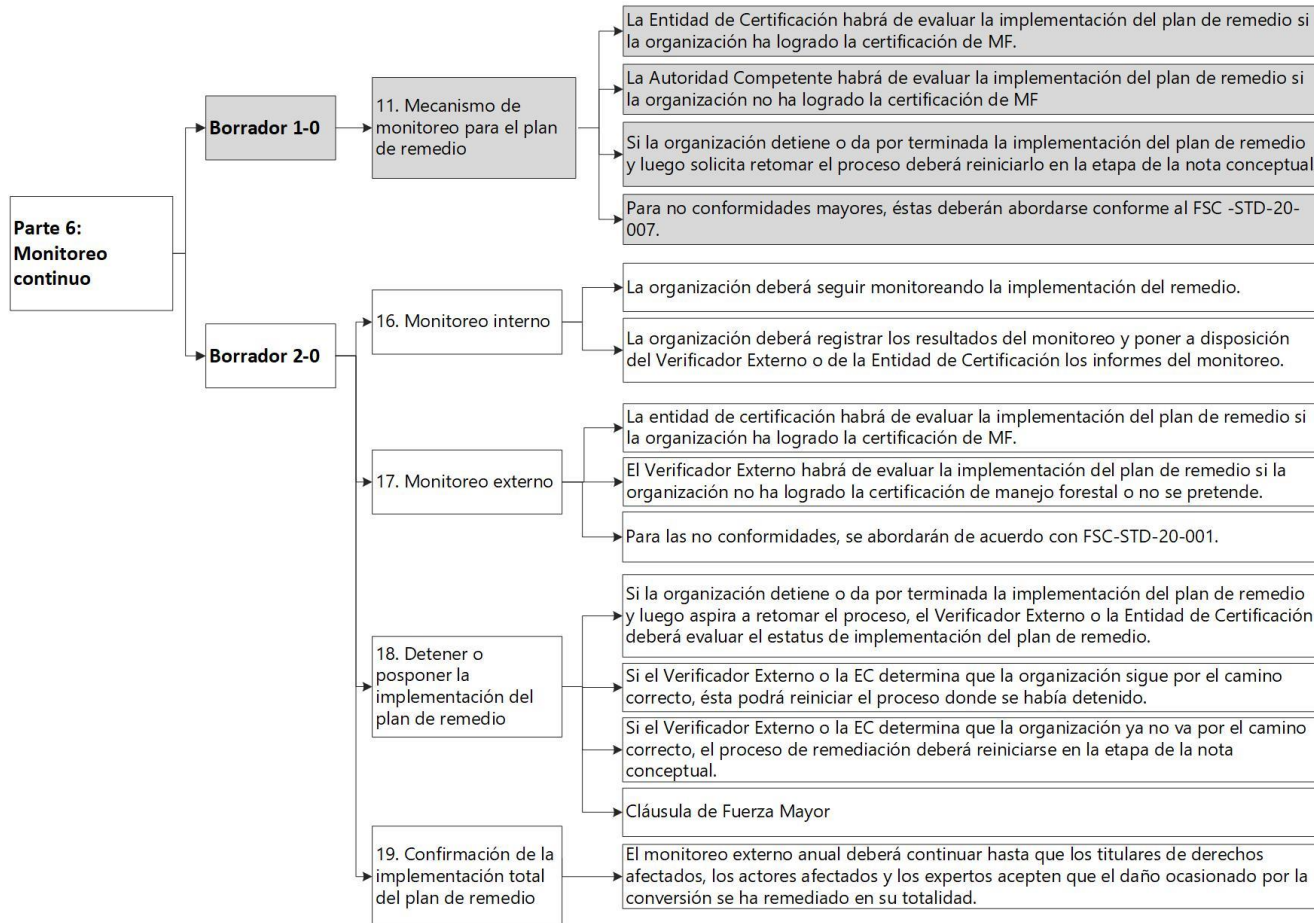 Parte 6:
Monitoreo
continuo
Borrador 1-0
11. Mecanismo de
monitoreo para el plan
de remedio
La Entidad de Certificación habrá de evaluar la implementación del plan de remedio si
la organización ha logrado la certificación de MF.
La Autoridad Competente habrá de evaluar la implementación del plan de remedio si
la organización no ha logrado la certificación de MF
Si la organización detiene o da por terminada la implementación del plan de remedio
y luego solicita retomar el proceso deberá reiniciarlo en la etapa de la nota conceptual
Para no conformidades mayores, éstas deberán abordarse conforme al FSC -STD-20-
007.
Borrador 2-0
16. Monitoreo interno
La organización deberá seguir monitoreando la implementación del remedio.
La organización deberá registrar los resultados del monitoreo y poner a disposición
del Verificador Externo o de la Entidad de Certificación los informes del monitoreo.
17. Monitoreo externo
La entidad de certificación habrá de evaluar la implementación del plan de remedio si
la organización ha logrado la certificación de MF.
El Verificador Externo habrá de evaluar la implementación del plan de remedio si la
organización no ha logrado la certificación de manejo forestal o no se pretende.
Para las no conformidades, se abordarán de acuerdo con FSC-STD-20-001.
18. Detener o
posponer la
implementación del
plan de remedio
Si la organización detiene o da por terminada la implementación del plan de remedio
y luego aspira a retomar el proceso, el Verificador Externo o la Entidad de Certificación
deberá evaluar el estatus de implementación del plan de remedio.
Si el Verificador Externo o la EC determina que la organización sigue por el camino
correcto, ésta podrá reiniciar el proceso donde se había detenido.
Si el Verificador Externo o la EC determina que la organización ya no va por el camino
correcto, el proceso de remediación deberá reiniciarse en la etapa de la nota
conceptual.
Cláusula de Fuerza Mayor
19. Confirmación de la
implementación total
del plan de remedio
El monitoreo externo anual deberá continuar hasta que los titulares de derechos
afectados, los actores afectados y los expertos acepten que el daño ocasionado por la
conversión se ha remediado en su totalidad.